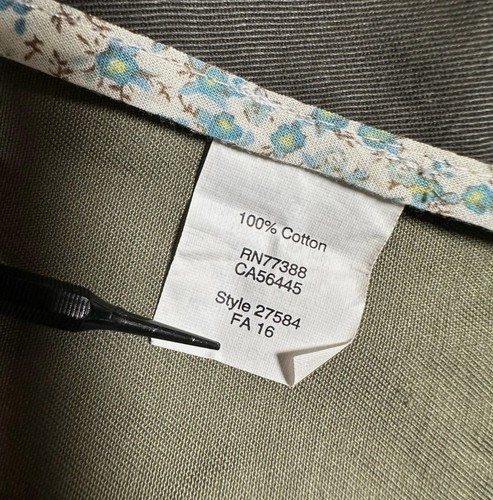 100% Cotton
RN77388
CA56445
Style 27584
FA 16